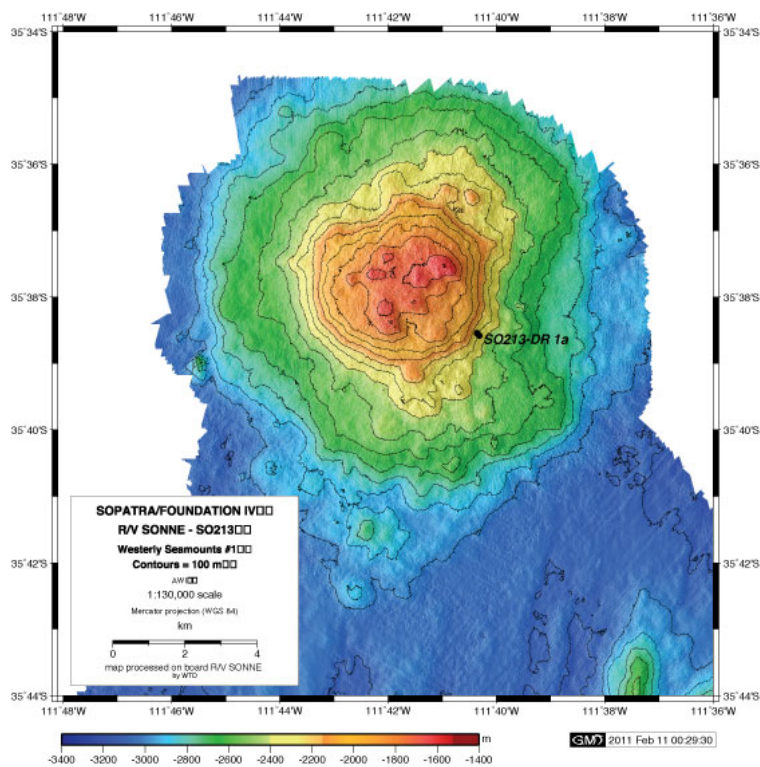 111˚48'W 111˚46'W 111˚44'W 111˚42'W 111˚40'W 111˚38'W 111˚36'W
35˚34'S 35˚34'S
35˚36'S 35˚36'S
35˚38'S 35˚38'S
SO213-DR 1a
35˚40'S 35˚40'S
SOPATRA/FOUNDATION IV□□
R/V SONNE - SO213□□
Westerly Seamounts #1□□
Contours = 100 m□□
AWI□□
1:130,000 scale
Mercator projection (WGS 84)
km
0 2 4
map processed on board R/V SONNE
by WTD
35˚42'S 35˚42'S
35˚44'S 35˚44'S
111˚48'W 111˚46'W 111˚44'W 111˚42'W 111˚40'W 111˚38'W 111˚36'W
m
-3400 -3200 -3000 -2800 -2600 -2400 -2200 -2000 -1800 -1600 -1400
GMT 2011 Feb 11 00:29:30